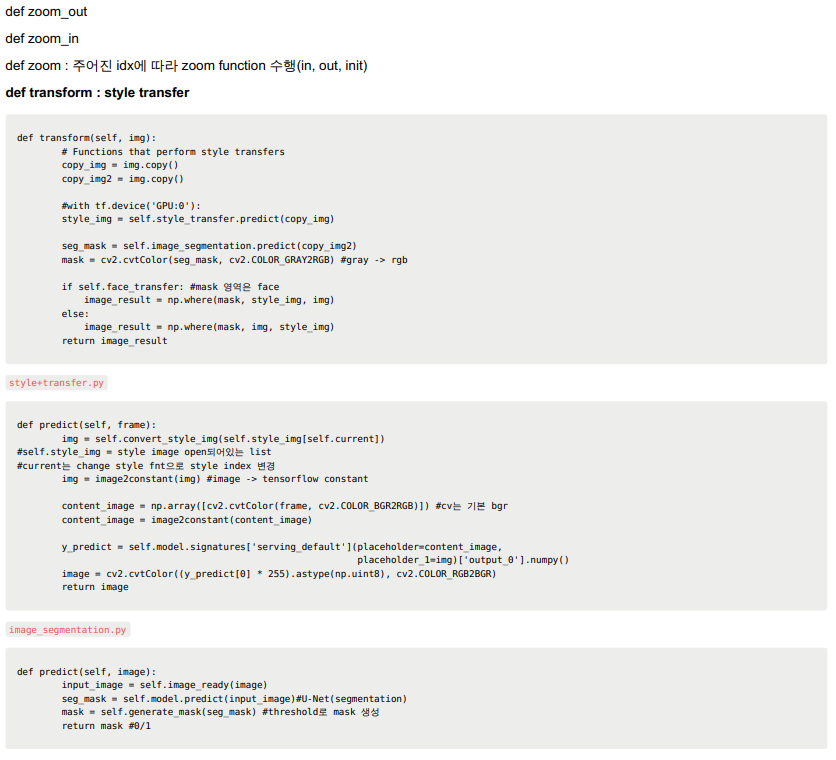 def zoom_out
def zoom_in
def zoom : 주어진 idx에 따라 zoom function 수행(in, out, init)
def transform : style transfer
def transform(self, img):
# Functions that perform style transfers
copy_img = img.copy()
copy_img2 = img.copy()
#with tf.device('GPU:0'):
style_img = self.style_transfer.predict(copy_img)
seg_mask = self.image_segmentation.predict(copy_img2)
mask = cv2.cvtColor(seg_mask, cv2.COLOR_GRAY2RGB) #gray -> rgb
if self.face_transfer: #mask 영역은 face
image_result = np.where(mask, style_img, img)
else:
image_result = np.where(mask, img, style_img)
return image_result
style+transfer.py
def predict(self, frame):
img = self.convert_style_img(self.style_img[self.current])
#self.style_img = style image open되어있는 list
#current는 change style fnt으로 style index 변경
img = image2constant(img) #image -> tensorflow constant
content_image = np.array([cv2.cvtColor(frame, cv2.COLOR_BGR2RGB)]) #cv는 기본 bgr
content_image = image2constant(content_image)
y_predict = self.model.signatures['serving_default'](placeholder=content_image,
placeholder_1=img)['output_0'].numpy()
image = cv2.cvtColor((y_predict[0] * 255).astype(np.uint8), cv2.COLOR_RGB2BGR)
return image
image_segmentation.py
def predict(self, image):
input_image = self.image_ready(image)
seg_mask = self.model.predict(input_image)#U-Net(segmentation)
mask = self.generate_mask(seg_mask) #threshold로 mask 생성
return mask #0/1